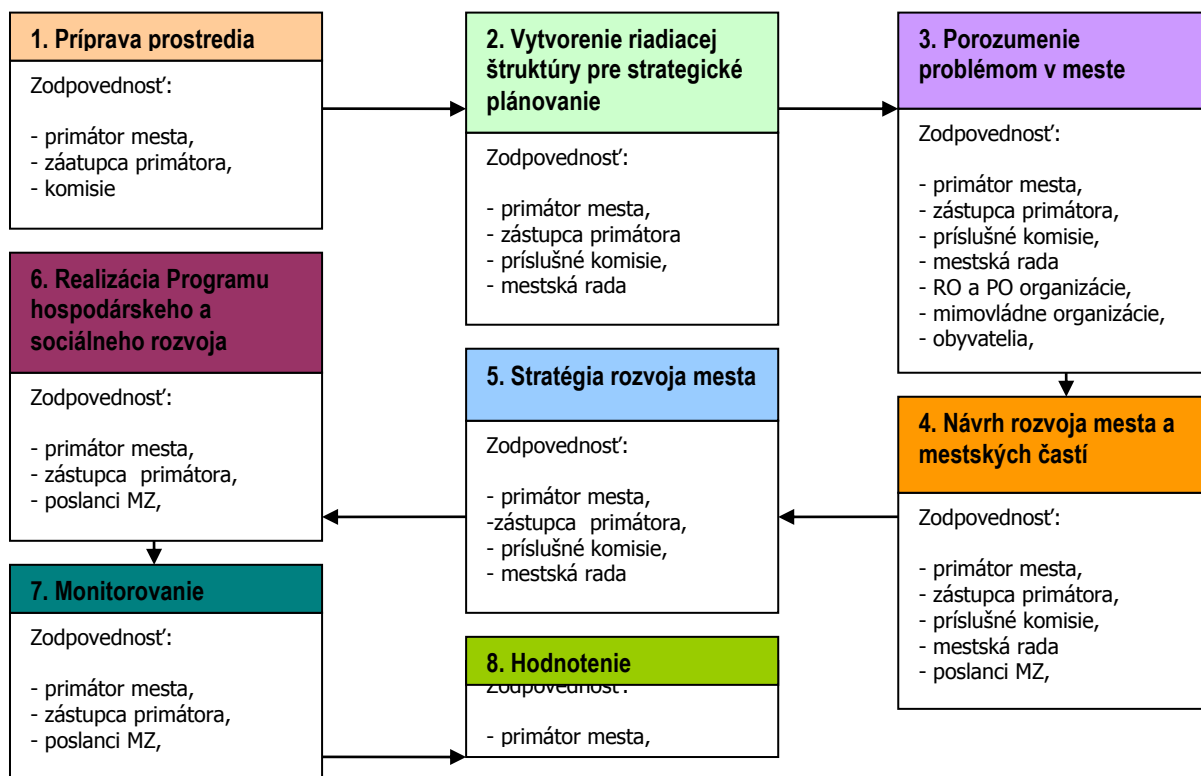 1. Príprava prostredia
Zodpovednosť:
- primátor mesta,
- záatupca primátora,
- komisie
2. Vytvorenie riadiacej
štruktúry pre strategické
plánovanie
Zodpovednosť:
- primátor mesta,
- zástupca primátora
- príslušné komisie,
- mestská rada
3. Porozumenie
problémom v meste
Zodpovednosť:
- primátor mesta,
- zástupca primátora,
- príslušné komisie,
- mestská rada
- RO a PO organizácie,
- mimovládne organizácie,
- obyvatelia,
4. Návrh rozvoja mesta a
mestských častí
Zodpovednosť:
- primátor mesta,
- zástupca primátora,
- príslušné komisie,
- mestská rada
- poslanci MZ,
5. Stratégia rozvoja mesta
Zodpovednosť:
- primátor mesta,
-zástupca  primátora,
- príslušné komisie,
- mestská rada
6. Realizácia Programu
hospodárskeho a
sociálneho rozvoja
Zodpovednosť:
- primátor mesta,
- zástupca  primátora,
- poslanci MZ,
7. Monitorovanie
Zodpovednosť:
- primátor mesta,
- zástupca primátora,
- poslanci MZ,
8. Hodnotenie
Zodpovednosť:
- primátor mesta,